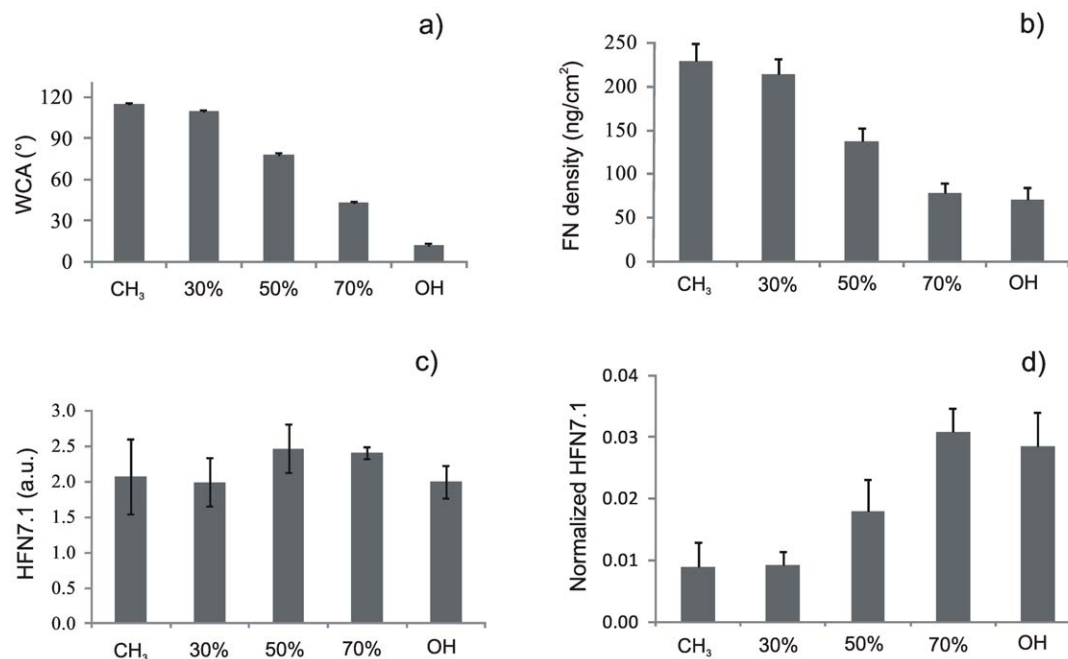 a)
WCA (°)
120
90
60
30
0
CH₃ 30% 50% 70% OH
b)
FN density (ng/cm²)
250
200
150
100
50
0
CH₃ 30% 50% 70% OH
c)
HFN7.1 (a.u.)
3.0
2.5
2.0
1.5
1.0
0.5
0.0
CH₃ 30% 50% 70% OH
d)
Normalized HFN7.1
0.04
0.03
0.02
0.01
0.00
CH₃ 30% 50% 70% OH